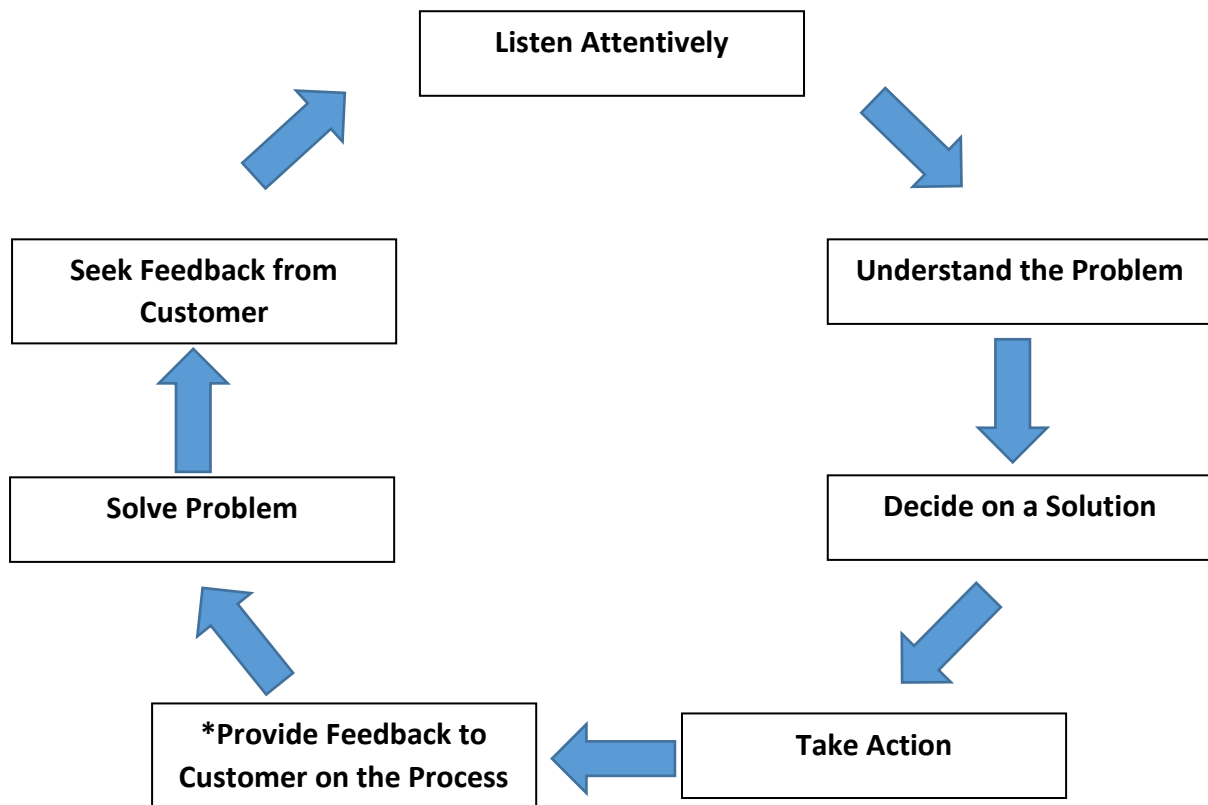 Listen Attentively
Understand the Problem
Decide on a Solution
Take Action
*Provide Feedback to
Customer on the Process
Solve Problem
Seek Feedback from
Customer